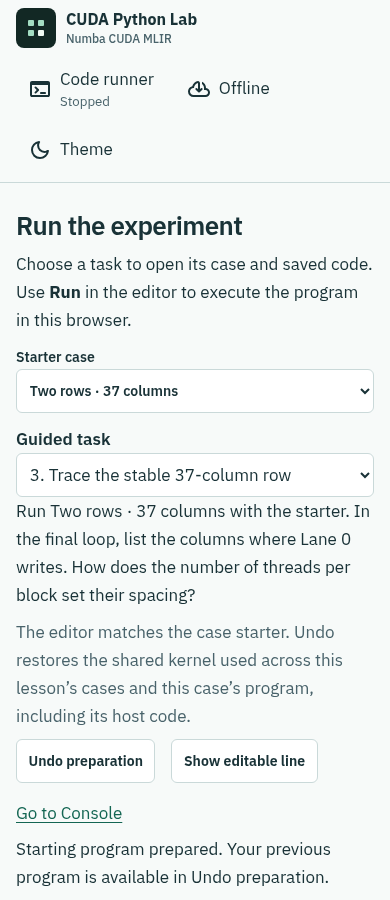 CUDA Python Lab
Numba CUDA MLIR
Code runner
Stopped
Offline
Theme
Run the experiment
Choose a task to open its case and saved code.
Use Run in the editor to execute the program
in this browser.
Starter case
Two rows · 37 columns
Guided task
3. Trace the stable 37-column row
Run Two rows · 37 columns with the starter. In
the final loop, list the columns where Lane 0
writes. How does the number of threads per
block set their spacing?
The editor matches the case starter. Undo
restores the shared kernel used across this
lesson’s cases and this case’s program,
including its host code.
Undo preparation
Show editable line
Go to Console
Starting program prepared. Your previous
program is available in Undo preparation.